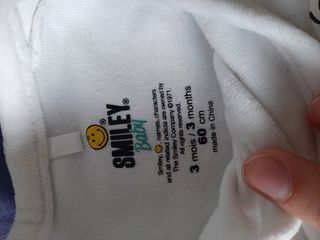 SMILEY®
Baby
Smiley, names, characters
and all related indicia are owned by
The Smiley Company ©1971.
All rights reserved.
3 mois / 3 months
60 cm
made in China